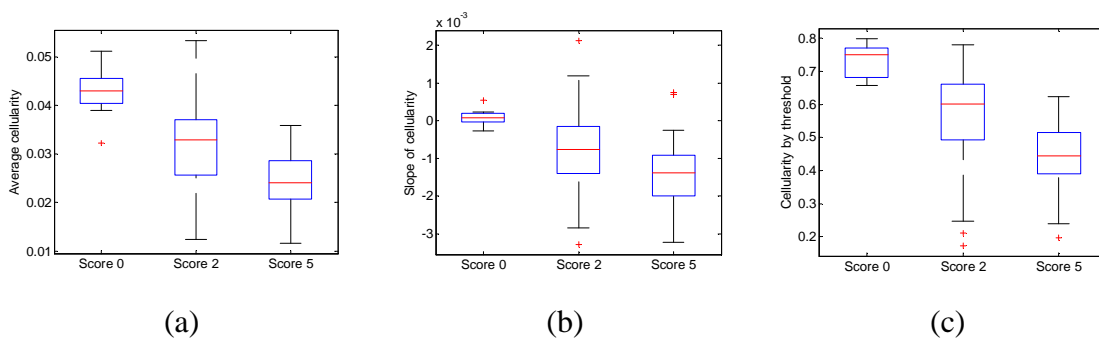 Average cellularity
0.05
0.04
0.03
0.02
0.01
Score 0 Score 2 Score 5
(a)
x 10^-3
Slope of cellularity
2
1
0
-1
-2
-3
Score 0 Score 2 Score 5
(b)
Cellularity by threshold
0.8
0.7
0.6
0.5
0.4
0.3
0.2
Score 0 Score 2 Score 5
(c)